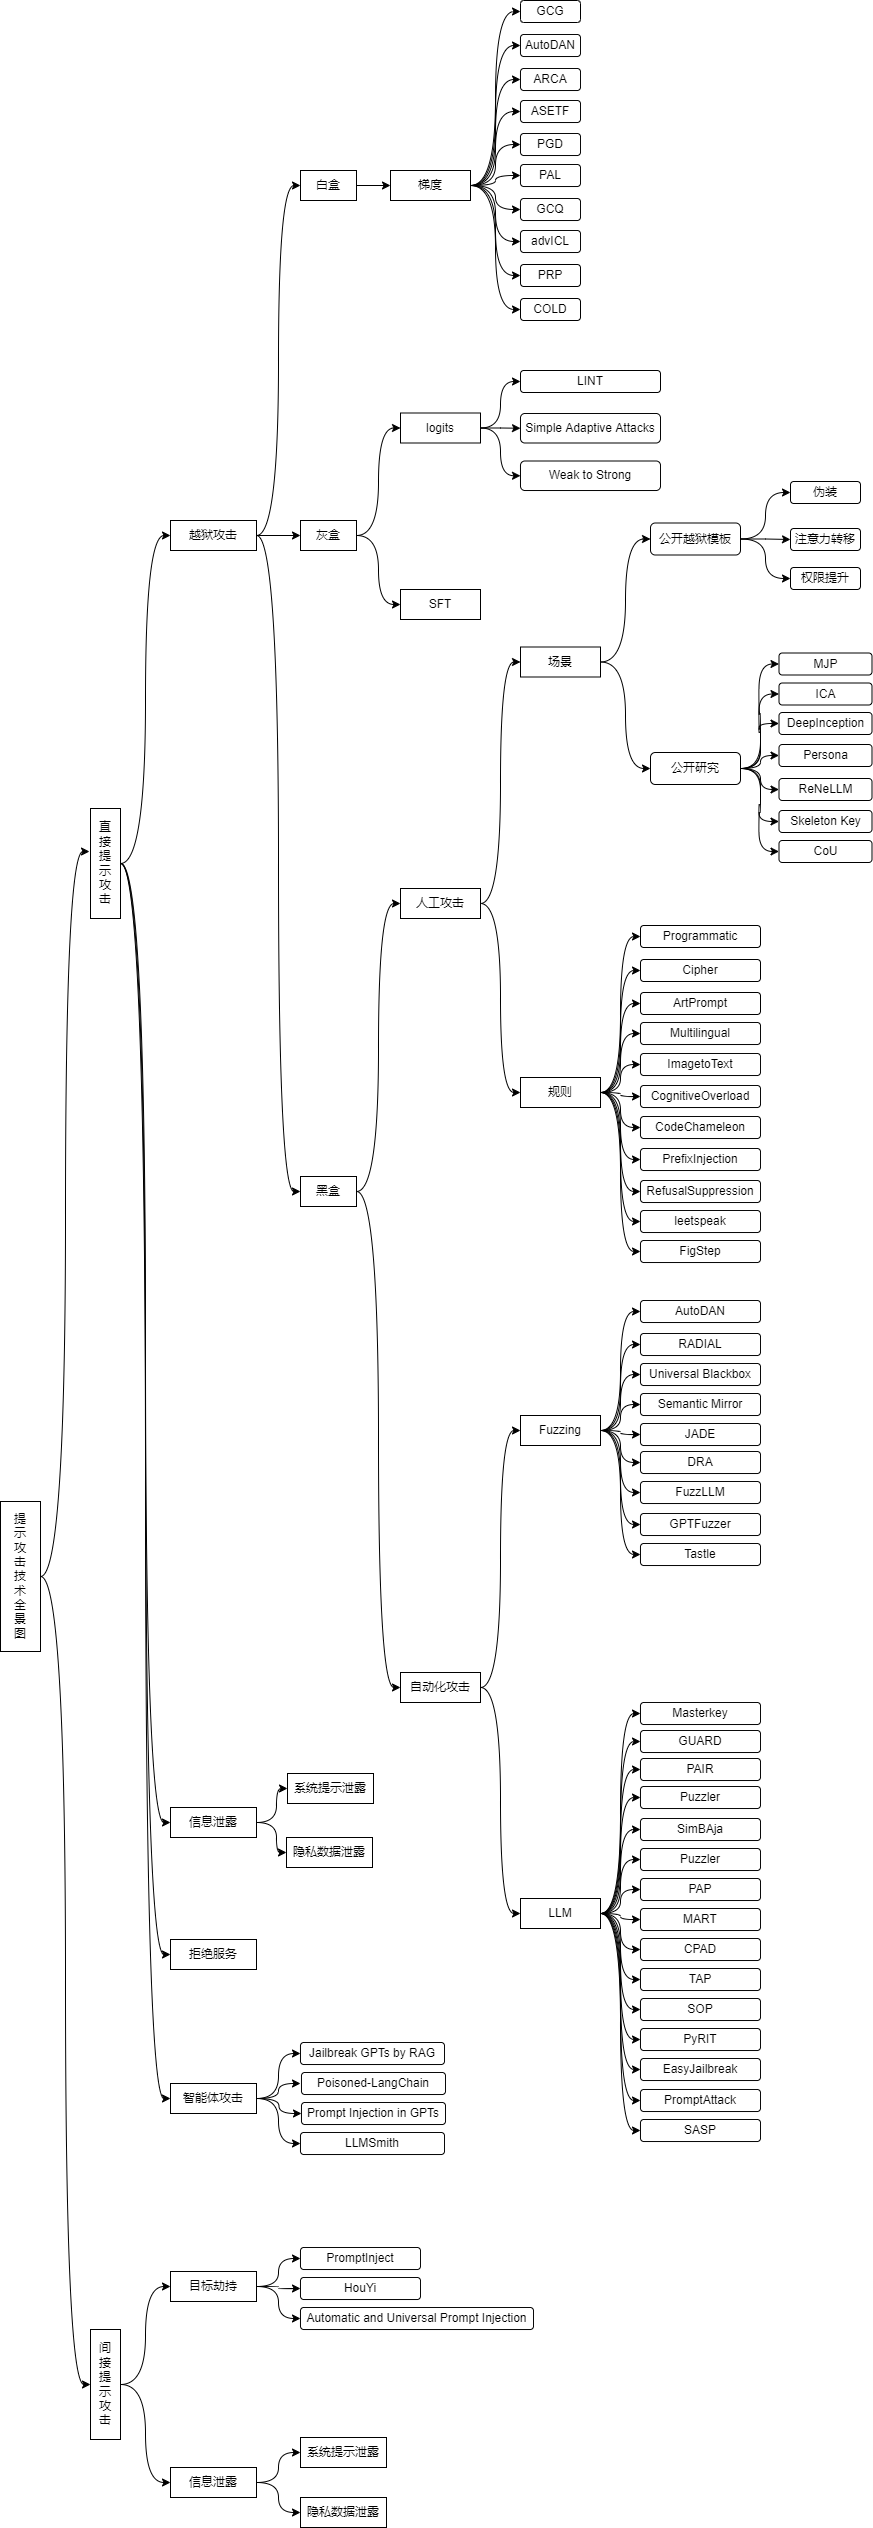 提示攻击技术全景图
直接提示攻击
越狱攻击
白盒
梯度
GCG
AutoDAN
ARCA
ASETF
PGD
PAL
GCQ
advICL
PRP
COLD
灰盒
logits
LINT
Simple Adaptive Attacks
Weak to Strong
SFT
黑盒
人工攻击
场景
公开越狱模板
伪装
注意力转移
权限提升
公开研究
MJP
ICA
DeepInception
Persona
ReNeLLM
Skeleton Key
CoU
规则
Programmatic
Cipher
ArtPrompt
Multilingual
ImagetoText
CognitiveOverload
CodeChameleon
PrefixInjection
RefusalSuppression
leetspeak
FigStep
自动化攻击
Fuzzing
AutoDAN
RADIAL
Universal Blackbox
Semantic Mirror
JADE
DRA
FuzzLLM
GPTFuzzer
Tastle
LLM
Masterkey
GUARD
PAIR
Puzzler
SimBAja
Puzzler
PAP
MART
CPAD
TAP
SOP
PyRIT
EasyJailbreak
PromptAttack
SASP
信息泄露
系统提示泄露
隐私数据泄露
拒绝服务
智能体攻击
Jailbreak GPTs by RAG
Poisoned-LangChain
Prompt Injection in GPTs
LLMSmith
间接提示攻击
目标劫持
PromptInject
HouYi
Automatic and Universal Prompt Injection
信息泄露
系统提示泄露
隐私数据泄露